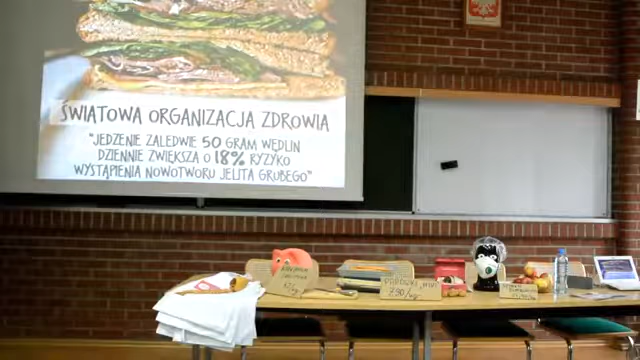 ŚWIATOWA ORGANIZACJA ZDROWIA
"JEDZENIE ZALEDWIE 50 GRAM WĘDLIN
DZIENNIE ZWIĘKSZA O 18% RYZYKO
WYSTĄPIENIA NOWOTWORU JELITA GRUBEGO"